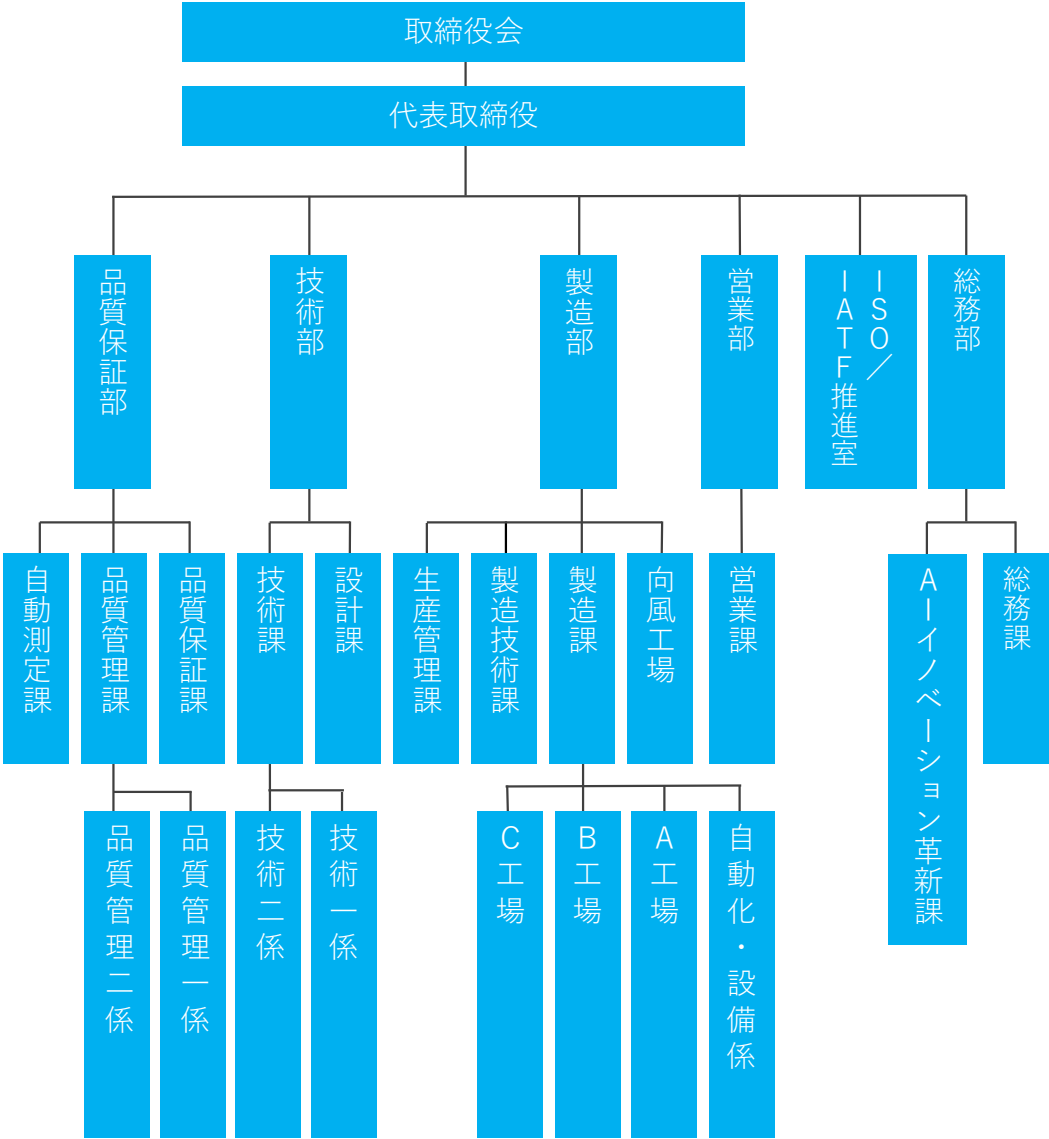 取締役会
代表取締役
品質保証部
技術部
製造部
営業部
ISO／
IATF推進室
総務部
自動測定課
品質管理課
品質保証課
技術課
設計課
生産管理課
製造技術課
製造課
向風工場
営業課
AIイノベーション革新課
総務課
品質管理二係
品質管理一係
技術二係
技術一係
C工場
B工場
A工場
自動化・設備係